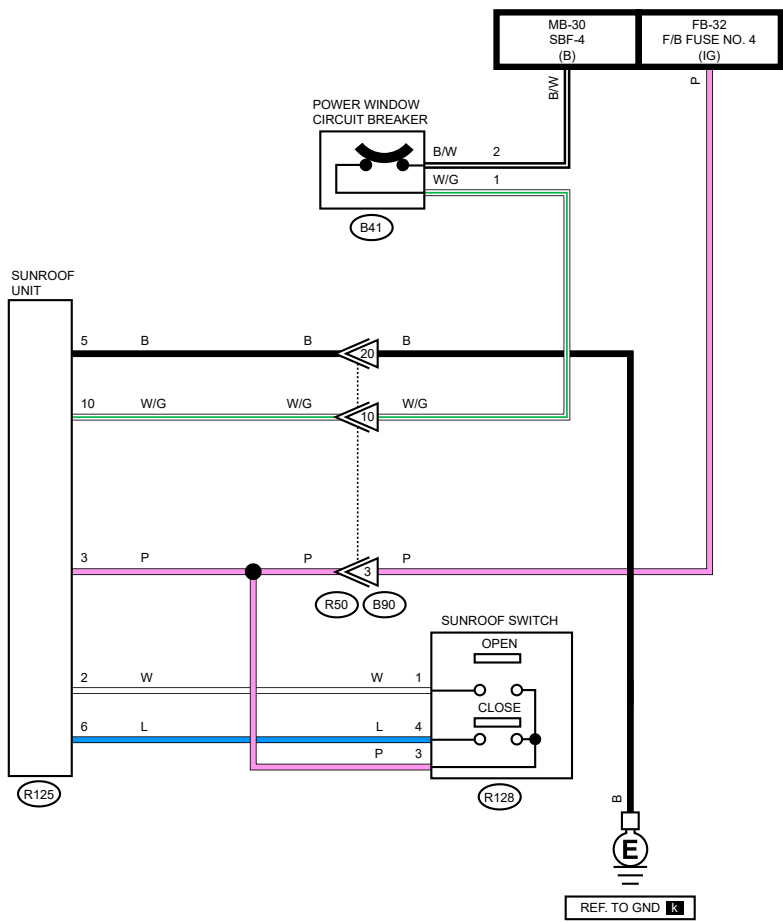 MB-30
SBF-4
(B)
FB-32
F/B FUSE NO. 4
(IG)
B/W
P
POWER WINDOW
CIRCUIT BREAKER
B/W 2
W/G 1
B41
SUNROOF
UNIT
5 B B 20 B
10 W/G W/G 10 W/G
3 P P 3 P
R50 B90
SUNROOF SWITCH
OPEN
2 W W 1
CLOSE
6 L L 4
P 3
R125
R128
B
E
REF. TO GND k